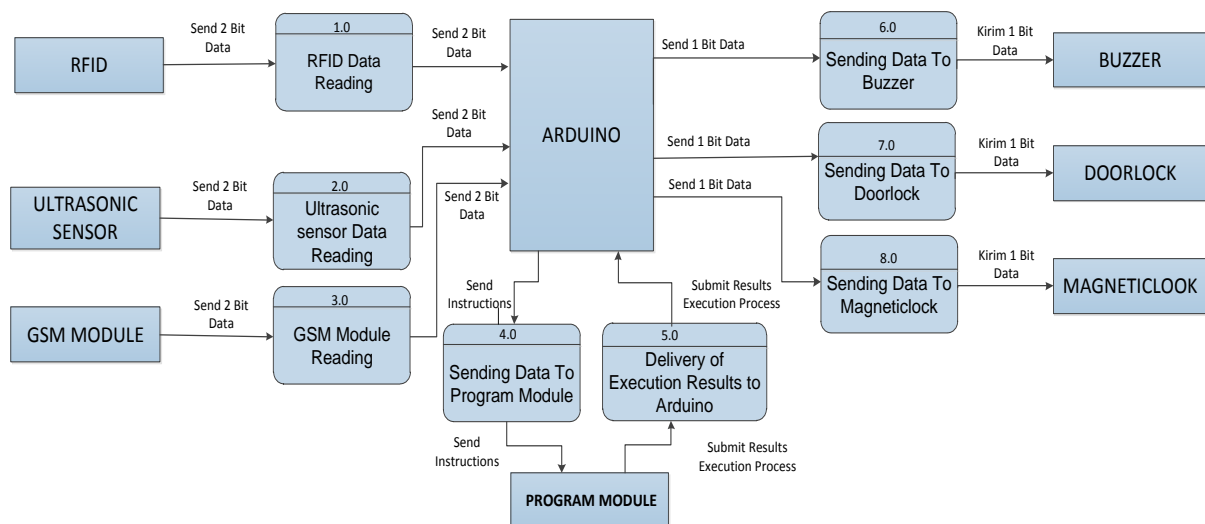 Send 2 Bit
Data
1.0
RFID Data
Reading
RFID
Send 2 Bit
Data
Send 2 Bit
Data
2.0
Ultrasonic
sensor Data
Reading
ULTRASONIC
SENSOR
Send 2 Bit
Data
Send 2 Bit
Data
3.0
GSM Module
Reading
GSM MODULE
Send 2 Bit
Data
ARDUINO
Send
Instructions
4.0
Sending Data To
Program Module
Send
Instructions
PROGRAM MODULE
Submit Results
Execution Process
5.0
Delivery of
Execution Results to
Arduino
Submit Results
Execution Process
Send 1 Bit Data
6.0
Sending Data To
Buzzer
Kirim 1 Bit
Data
BUZZER
Send 1 Bit Data
7.0
Sending Data To
Doorlock
Kirim 1 Bit
Data
DOORLOCK
Send 1 Bit Data
8.0
Sending Data To
Magneticlock
Kirim 1 Bit
Data
MAGNETICLOOK